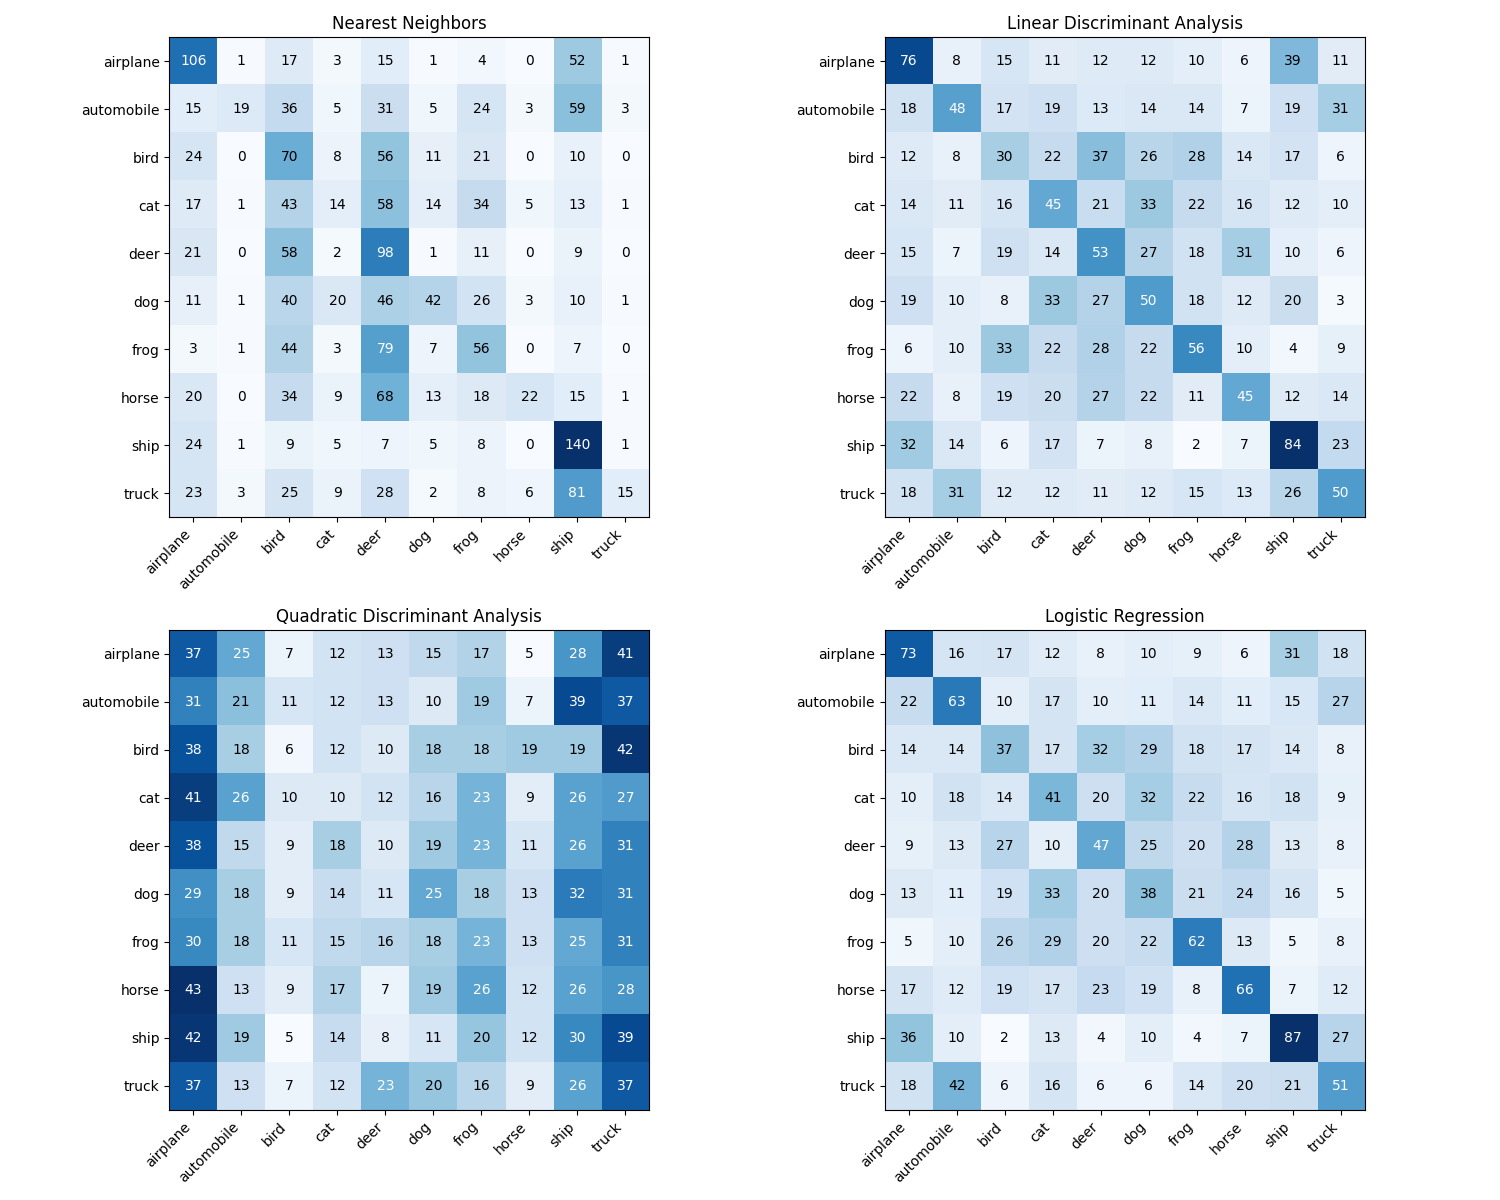 Nearest Neighbors
airplane 106 1 17 3 15 1 4 0 52 1
automobile 15 19 36 5 31 5 24 3 59 3
bird 24 0 70 8 56 11 21 0 10 0
cat 17 1 43 14 58 14 34 5 13 1
deer 21 0 58 2 98 1 11 0 9 0
dog 11 1 40 20 46 42 26 3 10 1
frog 3 1 44 3 79 7 56 0 7 0
horse 20 0 34 9 68 13 18 22 15 1
ship 24 1 9 5 7 5 8 0 140 1
truck 23 3 25 9 28 2 8 6 81 15
airplane automobile bird cat deer dog frog horse ship truck
Linear Discriminant Analysis
airplane 76 8 15 11 12 12 10 6 39 11
automobile 18 48 17 19 13 14 14 7 19 31
bird 12 8 30 22 37 26 28 14 17 6
cat 14 11 16 45 21 33 22 16 12 10
deer 15 7 19 14 53 27 18 31 10 6
dog 19 10 8 33 27 50 18 12 20 3
frog 6 10 33 22 28 22 56 10 4 9
horse 22 8 19 20 27 22 11 45 12 14
ship 32 14 6 17 7 8 2 7 84 23
truck 18 31 12 12 11 12 15 13 26 50
airplane automobile bird cat deer dog frog horse ship truck
Quadratic Discriminant Analysis
airplane 37 25 7 12 13 15 17 5 28 41
automobile 31 21 11 12 13 10 19 7 39 37
bird 38 18 6 12 10 18 18 19 19 42
cat 41 26 10 10 12 16 23 9 26 27
deer 38 15 9 18 10 19 23 11 26 31
dog 29 18 9 14 11 25 18 13 32 31
frog 30 18 11 15 16 18 23 13 25 31
horse 43 13 9 17 7 19 26 12 26 28
ship 42 19 5 14 8 11 20 12 30 39
truck 37 13 7 12 23 20 16 9 26 37
airplane automobile bird cat deer dog frog horse ship truck
Logistic Regression
airplane 73 16 17 12 8 10 9 6 31 18
automobile 22 63 10 17 10 11 14 11 15 27
bird 14 14 37 17 32 29 18 17 14 8
cat 10 18 14 41 20 32 22 16 18 9
deer 9 13 27 10 47 25 20 28 13 8
dog 13 11 19 33 20 38 21 24 16 5
frog 5 10 26 29 20 22 62 13 5 8
horse 17 12 19 17 23 19 8 66 7 12
ship 36 10 2 13 4 10 4 7 87 27
truck 18 42 6 16 6 6 14 20 21 51
airplane automobile bird cat deer dog frog horse ship truck